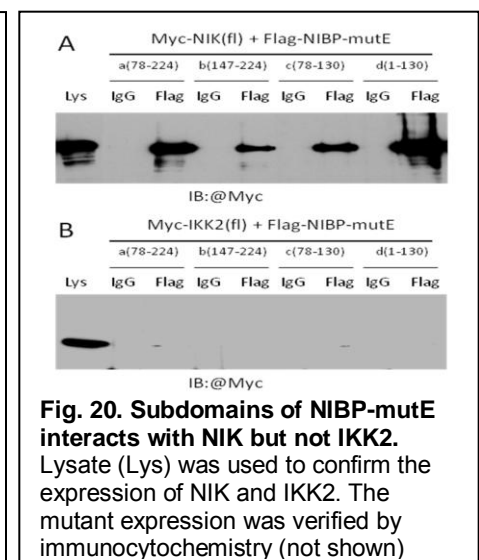 A
Myc-NIK(fl) + Flag-NIBP-mutE
a(78-224) b(147-224) c(78-130) d(1-130)
Lys IgG Flag IgG Flag IgG Flag IgG Flag
IB:@Myc
B
Myc-IKK2(fl) + Flag-NIBP-mutE
a(78-224) b(147-224) c(78-130) d(1-130)
Lys IgG Flag IgG Flag IgG Flag IgG Flag
IB:@Myc
Fig. 20. Subdomains of NIBP-mutE
interacts with NIK but not IKK2.
Lysate (Lys) was used to confirm the
expression of NIK and IKK2. The
mutant expression was verified by
immunocytochemistry (not shown)